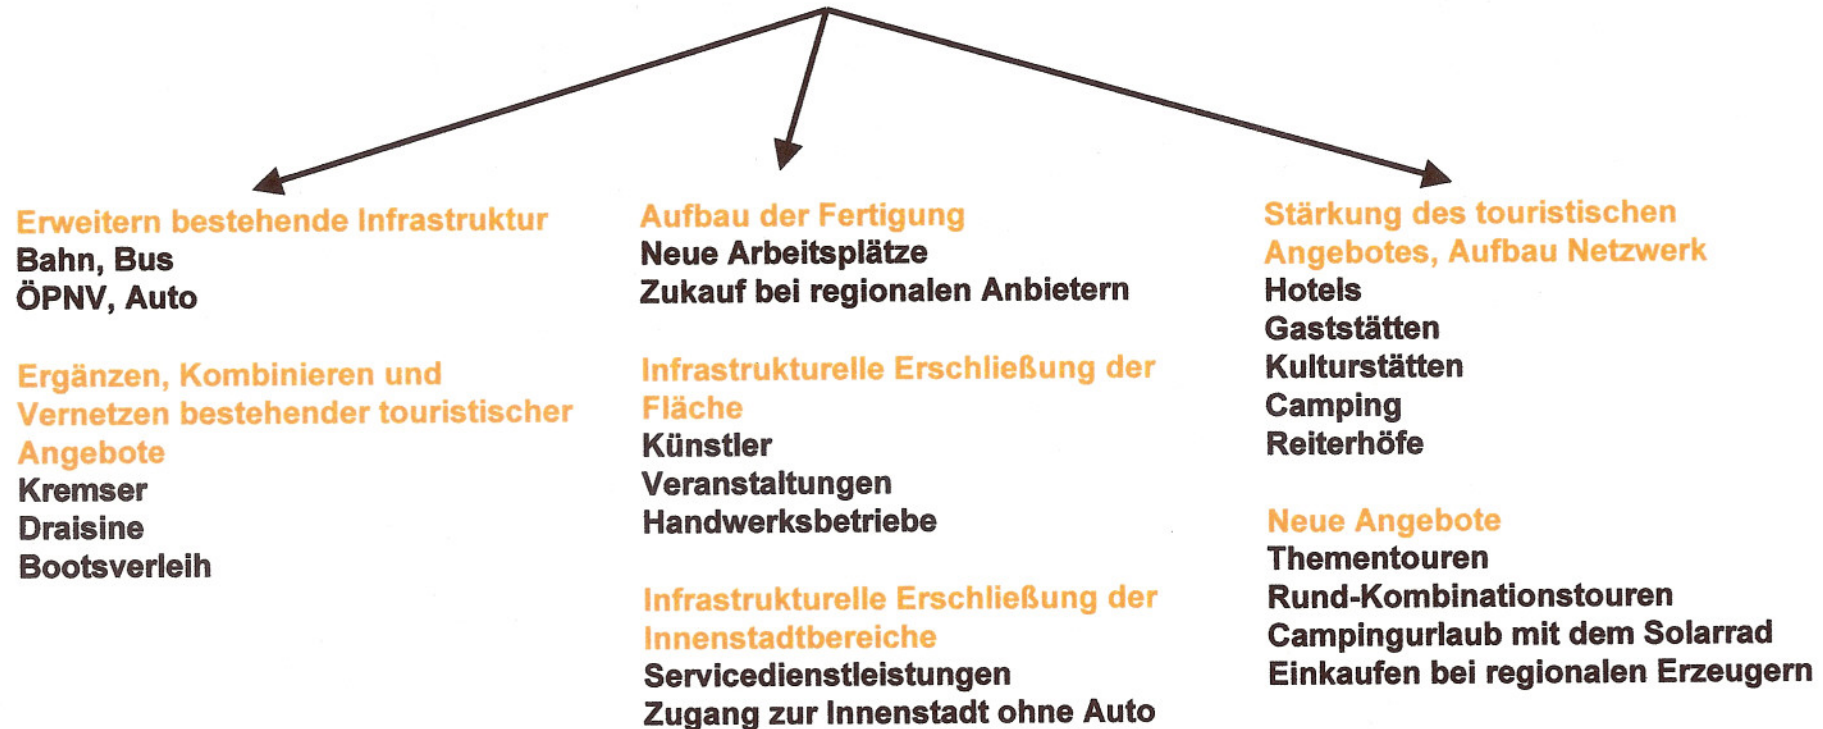 Erweitern bestehende Infrastruktur
Bahn, Bus
ÖPNV, Auto
Ergänzen, Kombinieren und
Vernetzen bestehender touristischer
Angebote
Kremser
Draisine
Bootsverleih
Aufbau der Fertigung
Neue Arbeitsplätze
Zukauf bei regionalen Anbietern
Infrastrukturelle Erschließung der
Fläche
Künstler
Veranstaltungen
Handwerksbetriebe
Infrastrukturelle Erschließung der
Innenstadtbereiche
Servicedienstleistungen
Zugang zur Innenstadt ohne Auto
Stärkung des touristischen
Angebotes, Aufbau Netzwerk
Hotels
Gaststätten
Kulturstätten
Camping
Reiterhöfe
Neue Angebote
Thementouren
Rund-Kombinationstouren
Campingurlaub mit dem Solarrad
Einkaufen bei regionalen Erzeugern